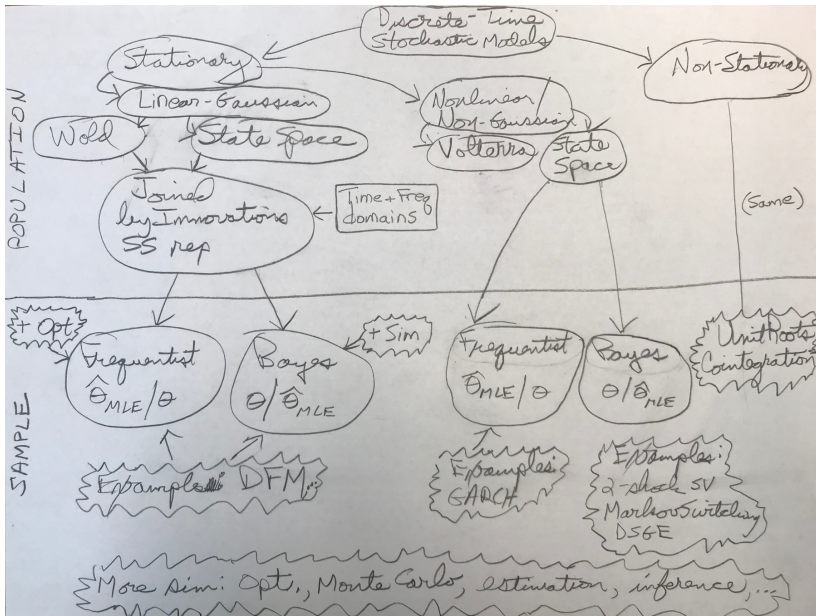 Discrete-Time
Stochastic Models
Stationary
Non-Stationary
Linear-Gaussian
Nonlinear/
Non-Gaussian
Wold
State Space
Volterra
State
Space
Joined
by Innovations
SS rep
Time + Freq
domains
(Same)
POPULATION
SAMPLE
+ Opt
Frequentist
θ̂MLE/θ
Bayes
θ/θ̂MLE
+ Sim
Frequentist
θ̂MLE/θ
Bayes
θ/θ̂MLE
Unit Roots
Cointegration
Examples: DFM...
Examples:
GARCH
Examples:
2-shock SV
Markov Switching
DSGE
More sim: Opt., Monte Carlo, estimation, inference,...